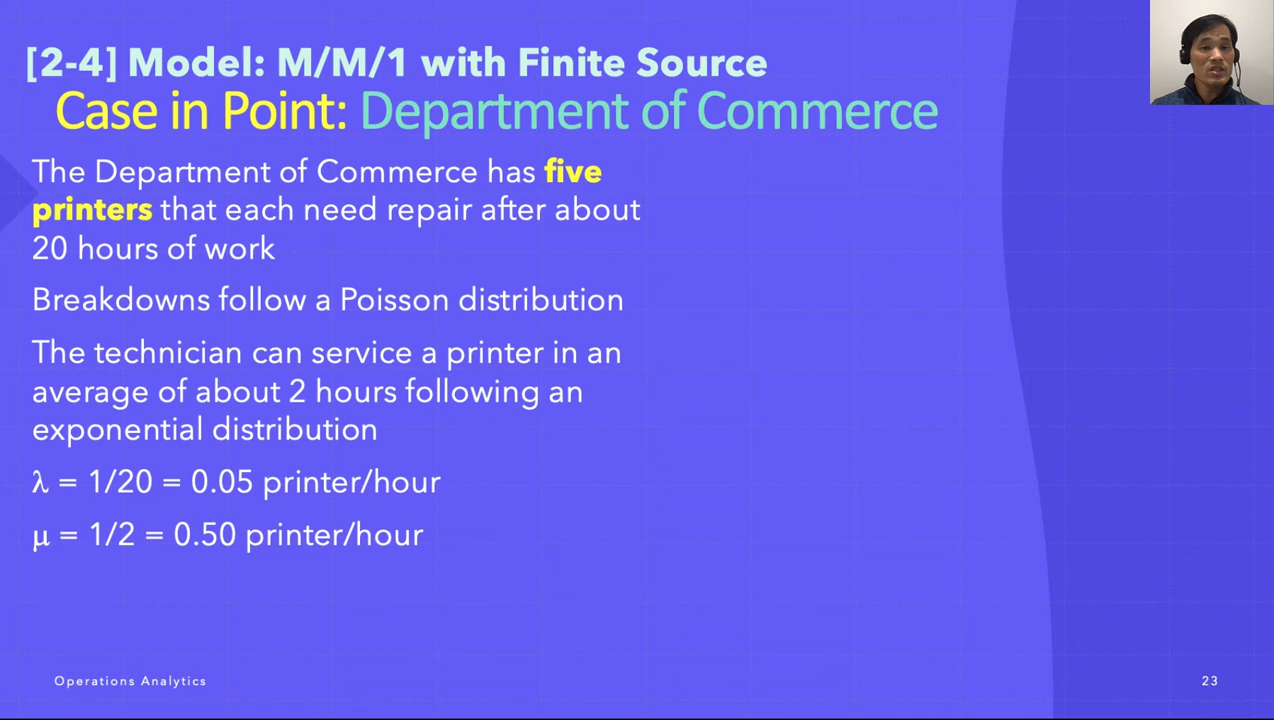 [2-4] Model: M/M/1 with Finite Source
Case in Point: Department of Commerce
The Department of Commerce has five
printers that each need repair after about
20 hours of work
Breakdowns follow a Poisson distribution
The technician can service a printer in an
average of about 2 hours following an
exponential distribution
λ = 1/20 = 0.05 printer/hour
μ = 1/2 = 0.50 printer/hour
Operations Analytics
23